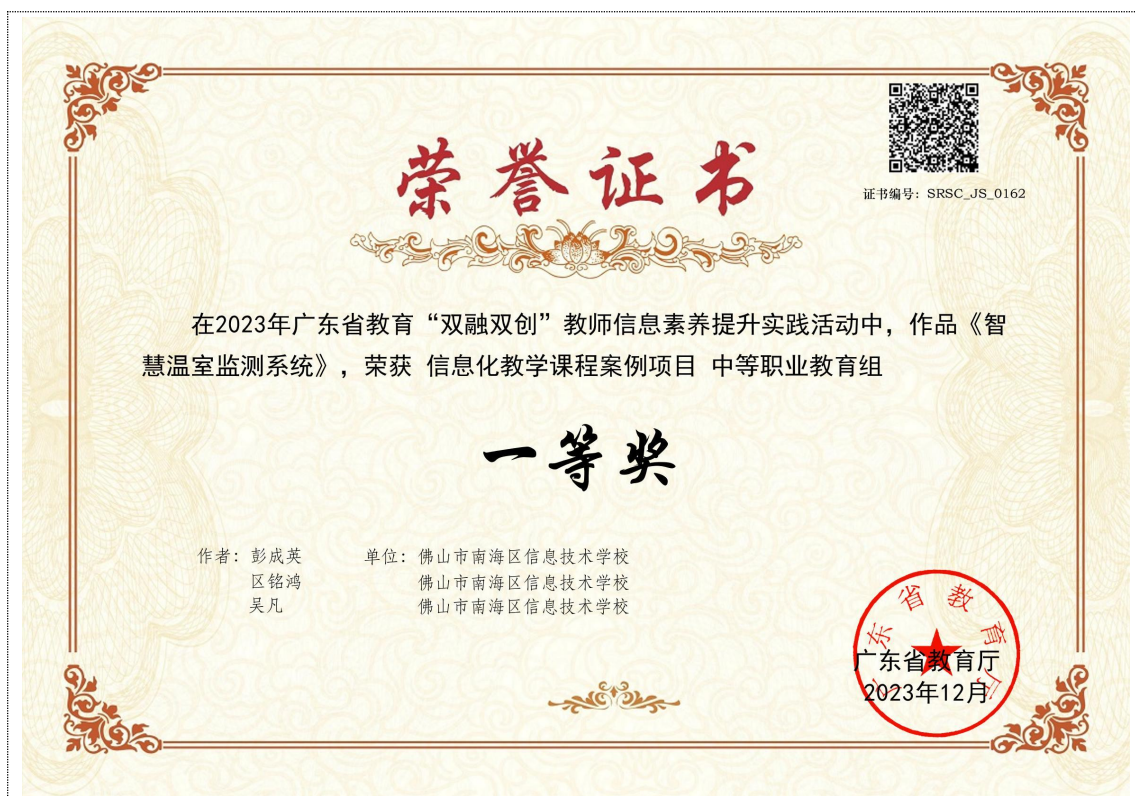 荣誉证书
证书编号：SRSC_JS_0162
在2023年广东省教育“双融双创”教师信息素养提升实践活动中，作品《智
慧温室监测系统》，荣获 信息化教学课程案例项目 中等职业教育组
一等奖
作者：彭成英 单位：佛山市南海区信息技术学校
区铭鸿 佛山市南海区信息技术学校
吴凡 佛山市南海区信息技术学校
广东省教育厅
广东省教育厅
2023年12月